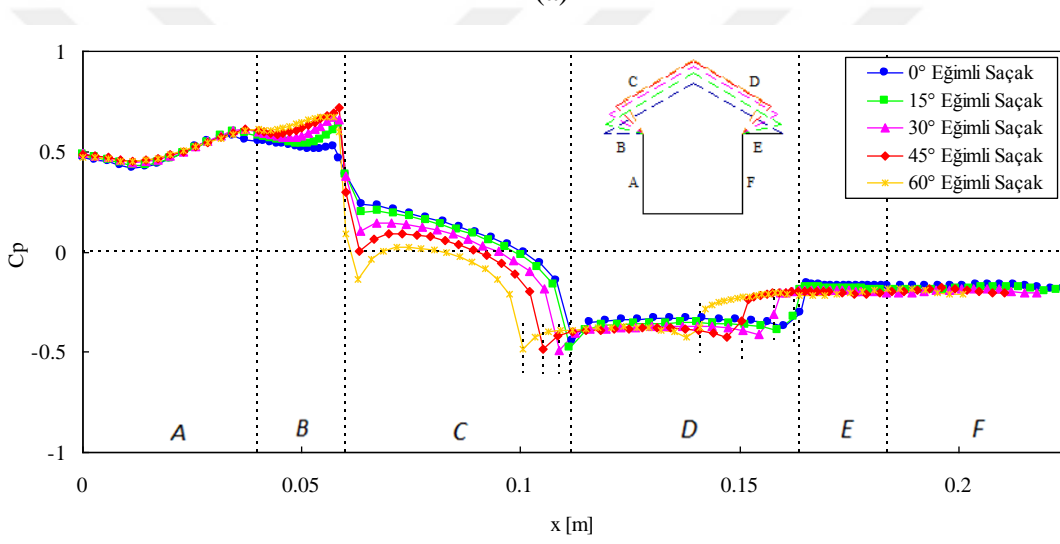 (a)
1
0.5
0
-0.5
-1
Cp
0° Eğimli Saçak
15° Eğimli Saçak
30° Eğimli Saçak
45° Eğimli Saçak
60° Eğimli Saçak
C
D
B
E
A
F
A
B
C
D
E
F
0
0.05
0.1
0.15
0.2
x [m]